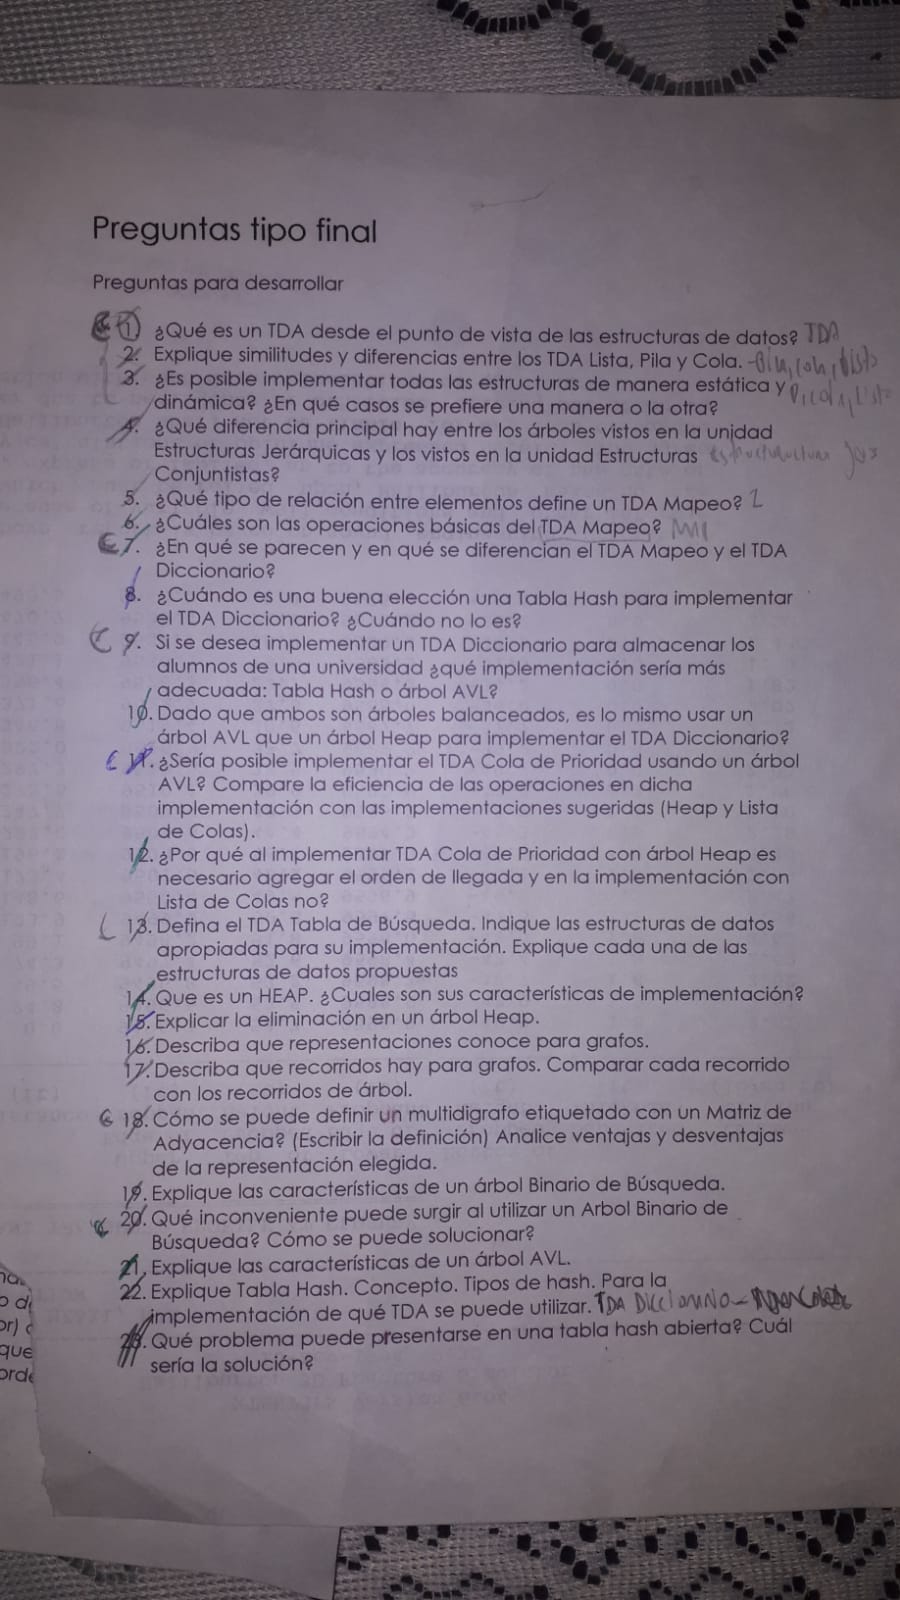 Preguntas tipo final
Preguntas para desarrollar
1. ¿Qué es un TDA desde el punto de vista de las estructuras de datos? TDA
2. Explique similitudes y diferencias entre los TDA Lista, Pila y Cola.
3. ¿Es posible implementar todas las estructuras de manera estática y
dinámica? ¿En qué casos se prefiere una manera o la otra?
4. ¿Qué diferencia principal hay entre los árboles vistos en la unidad
Estructuras Jerárquicas y los vistos en la unidad Estructuras
Conjuntistas?
5. ¿Qué tipo de relación entre elementos define un TDA Mapeo?
6. ¿Cuáles son las operaciones básicas del TDA Mapeo?
7. ¿En qué se parecen y en qué se diferencian el TDA Mapeo y el TDA
Diccionario?
8. ¿Cuándo es una buena elección una Tabla Hash para implementar
el TDA Diccionario? ¿Cuándo no lo es?
9. Si se desea implementar un TDA Diccionario para almacenar los
alumnos de una universidad ¿qué implementación sería más
adecuada: Tabla Hash o árbol AVL?
10. Dado que ambos son árboles balanceados, es lo mismo usar un
árbol AVL que un árbol Heap para implementar el TDA Diccionario?
11. ¿Sería posible implementar el TDA Cola de Prioridad usando un árbol
AVL? Compare la eficiencia de las operaciones en dicha
implementación con las implementaciones sugeridas (Heap y Lista
de Colas).
12. ¿Por qué al implementar TDA Cola de Prioridad con árbol Heap es
necesario agregar el orden de llegada y en la implementación con
Lista de Colas no?
13. Defina el TDA Tabla de Búsqueda. Indique las estructuras de datos
apropiadas para su implementación. Explique cada una de las
estructuras de datos propuestas
14. Que es un HEAP. ¿Cuales son sus características de implementación?
15. Explicar la eliminación en un árbol Heap.
16. Describa que representaciones conoce para grafos.
17. Describa que recorridos hay para grafos. Comparar cada recorrido
con los recorridos de árbol.
18. Cómo se puede definir un multidigrafo etiquetado con un Matriz de
Adyacencia? (Escribir la definición) Analice ventajas y desventajas
de la representación elegida.
19. Explique las características de un árbol Binario de Búsqueda.
20. Qué inconveniente puede surgir al utilizar un Arbol Binario de
Búsqueda? Cómo se puede solucionar?
21. Explique las características de un árbol AVL.
22. Explique Tabla Hash. Concepto. Tipos de hash. Para la
implementación de qué TDA se puede utilizar. TDA Diccionario
23. Qué problema puede presentarse en una tabla hash abierta? Cuál
sería la solución?
que